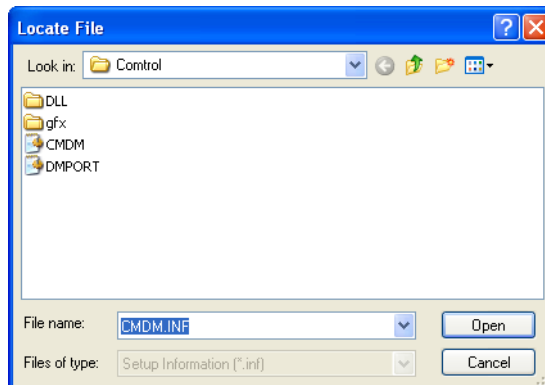 Locate File
Look in: Comtrol
DLL
gfx
CMDM
DMPORT
File name: CMDM.INF Open
Files of type: Setup Information (*.inf) Cancel